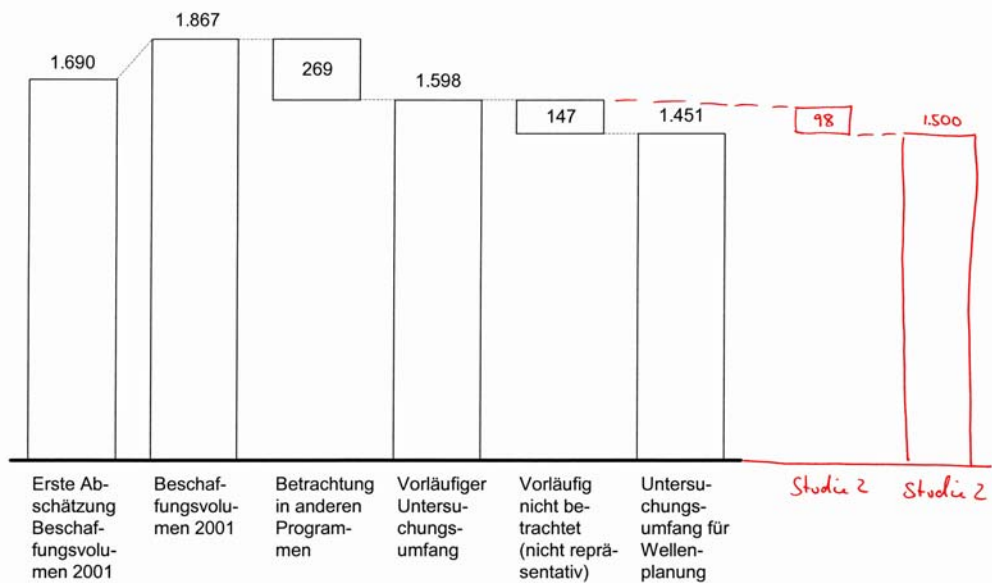 1.867
1.690
269
1.598
147
1.451
98
1.500
Erste Ab-
schätzung
Beschaf-
fungsvolu-
men 2001
Beschaf-
fungsvolu-
men 2001
Betrachtung
in anderen
Program-
men
Vorläufiger
Untersu-
chungs-
umfang
Vorläufig
nicht be-
trachtet
(nicht reprä-
sentativ)
Untersu-
chungs-
umfang für
Wellen-
planung
Studie 2
Studie 2